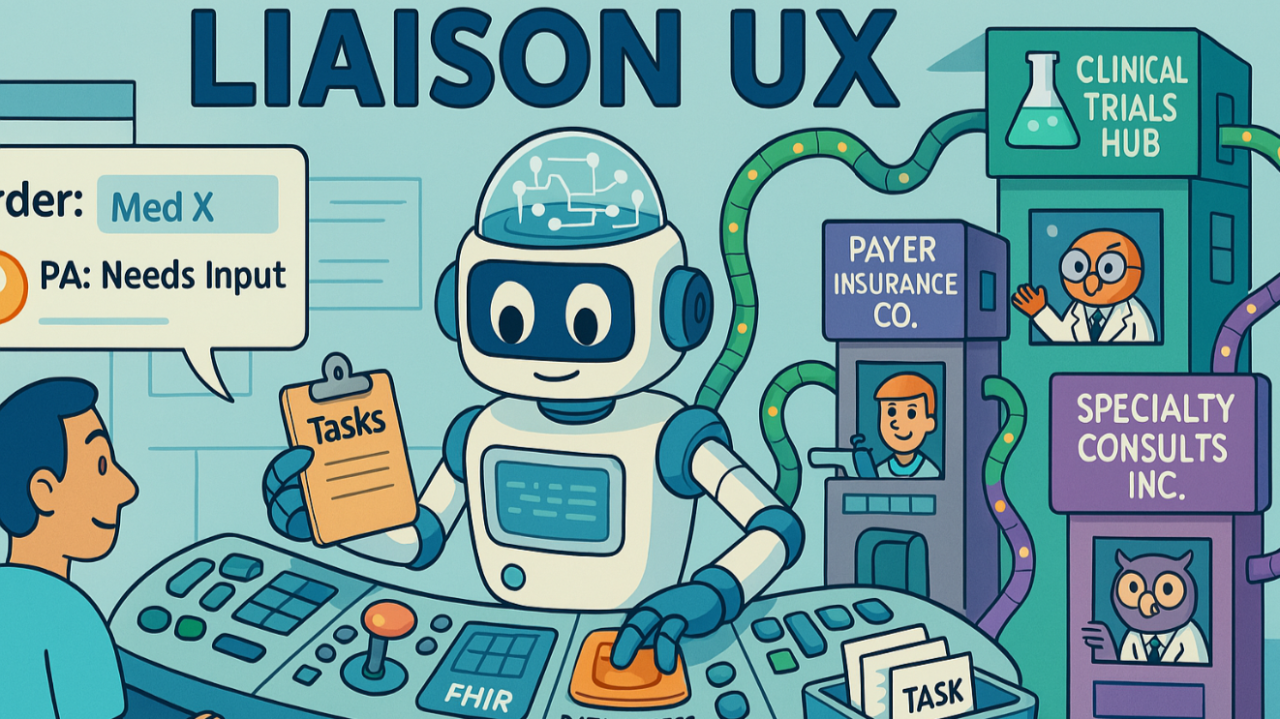 LIAISON UX
rder: Med X
PA: Needs Input
Tasks
CLINICAL
TRIALS
HUB
PAYER
INSURANCE
CO.
SPECIALTY
CONSULTS
INC.
FHIR
TASK